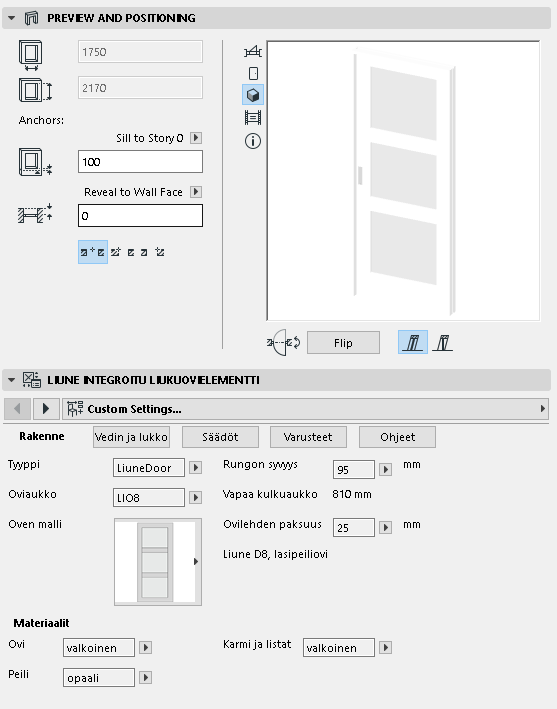 PREVIEW AND POSITIONING
1750
2170
Anchors:
Sill to Story 0
100
Reveal to Wall Face
0
Flip
LIUNE INTEGROITU LIUKUOVIELEMENTTI
Custom Settings...
Rakenne Vedin ja lukko Säädöt Varusteet Ohjeet
Tyyppi LiuneDoor Rungon syvyys 95 mm
Oviaukko LIO8 Vapaa kulkuaukko 810 mm
Oven malli Ovilehden paksuus 25 mm
Liune D8, lasipeiliovi
Materiaalit
Ovi valkoinen Karmi ja listat valkoinen
Peili opaali